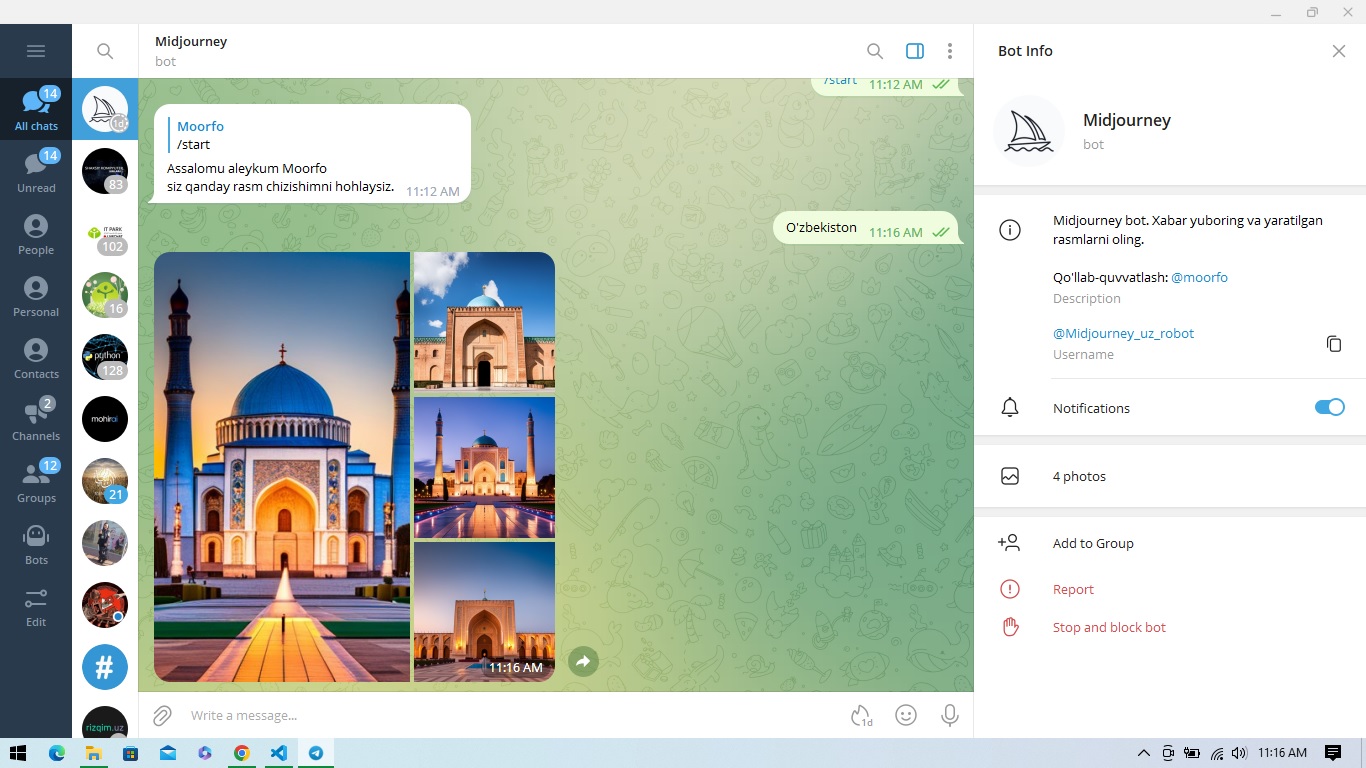 14
All chats
14
Unread
People
Personal
Contacts
2
Channels
12
Groups
Bots
Edit
1d
83
IT PARK
102
16
python
128
mohirai
21
#
rizqim.uz
Midjourney
bot
/start
11:12 AM
Moorfo
/start
Assalomu aleykum Moorfo
siz qanday rasm chizishimni hohlaysiz.
11:12 AM
O'zbekiston
11:16 AM
11:16 AM
Write a message...
1d
Bot Info
Midjourney
bot
Midjourney bot. Xabar yuboring va yaratilgan
rasmlarni oling.
Qo'llab-quvvatlash: @moorfo
Description
@Midjourney_uz_robot
Username
Notifications
4 photos
Add to Group
Report
Stop and block bot
11:16 AM